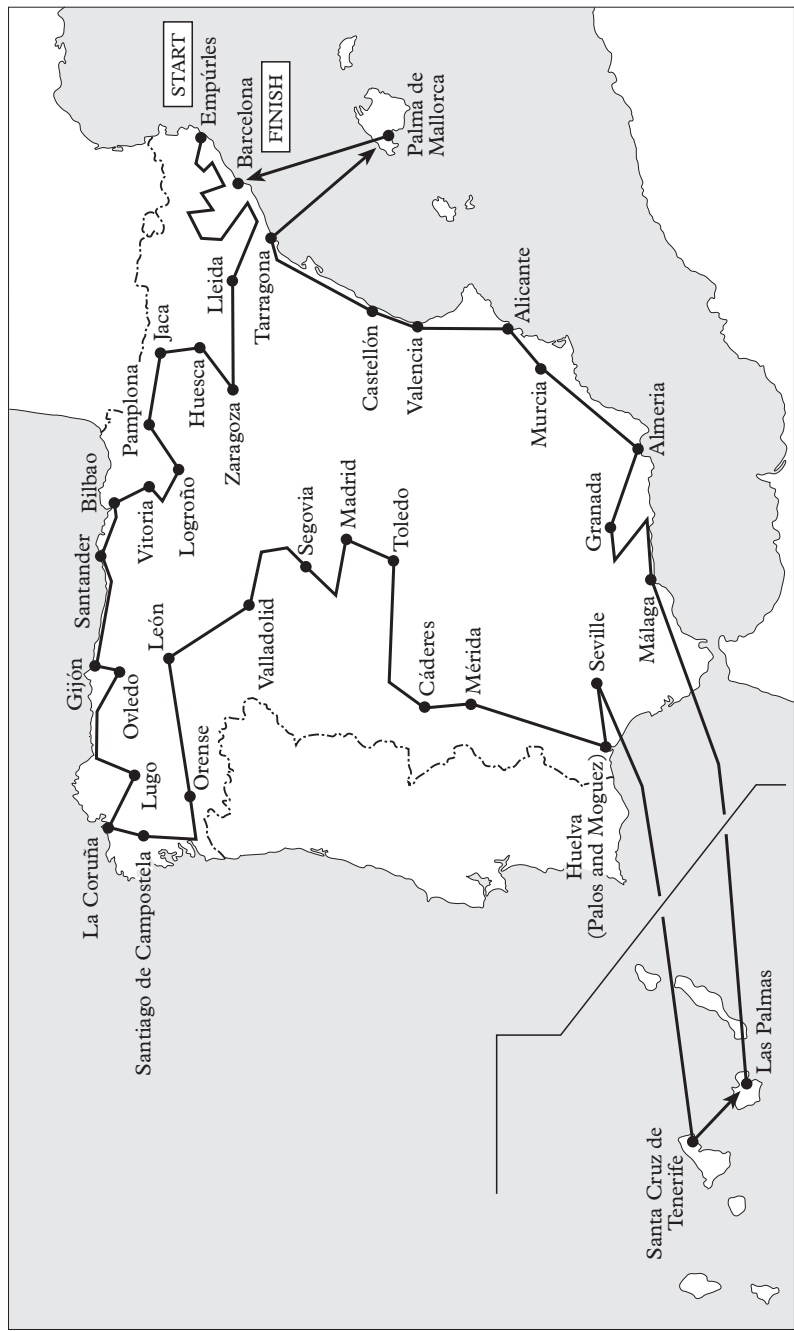 START
Empúrles
Barcelona
FINISH
Palma de
Mallorca
Lleida
Tarragona
Zaragoza
Huesca
Jaca
Pamplona
Logroño
Vitoria
Bilbao
Santander
Gijón
Ovledo
Lugo
La Coruña
Santiago de Campostela
Orense
León
Valladolid
Segovia
Madrid
Toledo
Cáderes
Mérida
Huelva
(Palos and Moguez)
Seville
Santa Cruz de
Tenerife
Las Palmas
Málaga
Granada
Almeria
Murcia
Alicante
Valencia
Castellón